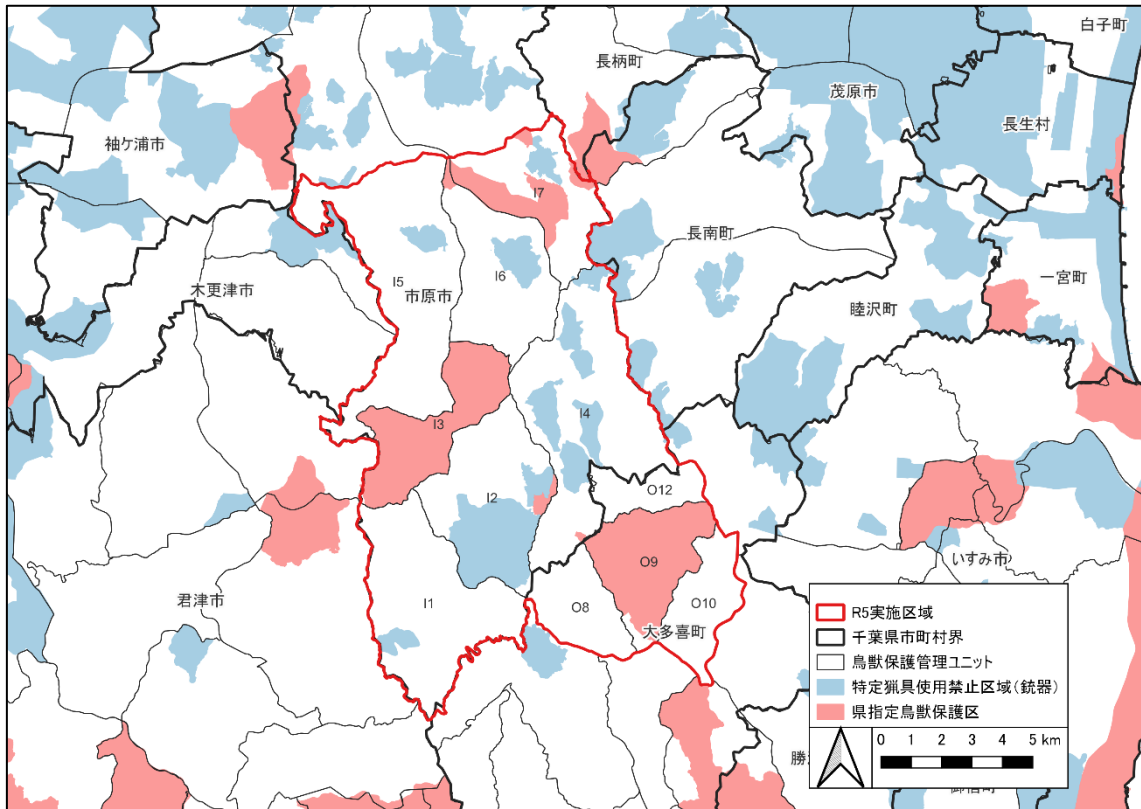 白子町
長柄町
茂原市
長生村
袖ケ浦市
I7
長南町
I6
一宮町
I5
市原市
木更津市
睦沢町
I4
I3
O12
I2
O9
いすみ市
君津市
I1
O8
O10
大多喜町
R5実施区域
千葉県市町村界
鳥獣保護管理ユニット
特定猟具使用禁止区域(銃器)
県指定鳥獣保護区
0 1 2 3 4 5 km
勝